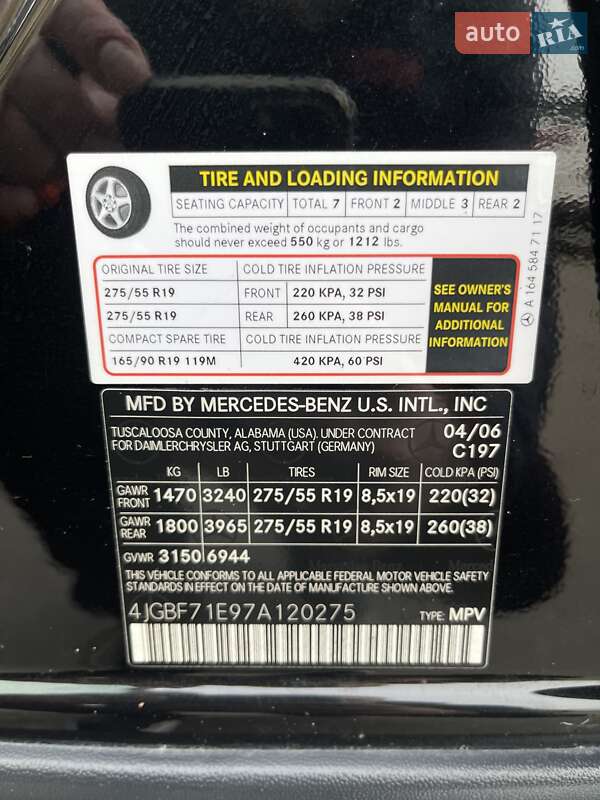 auto RIA .com
TIRE AND LOADING INFORMATION
SEATING CAPACITY TOTAL 7 FRONT 2 MIDDLE 3 REAR 2
The combined weight of occupants and cargo
should never exceed 550 kg or 1212 lbs.
ORIGINAL TIRE SIZE COLD TIRE INFLATION PRESSURE
275/55 R19 FRONT 220 KPA, 32 PSI
275/55 R19 REAR 260 KPA, 38 PSI
COMPACT SPARE TIRE COLD TIRE INFLATION PRESSURE
165/90 R19 119M 420 KPA, 60 PSI
SEE OWNER'S
MANUAL FOR
ADDITIONAL
INFORMATION
A 164 584 71 17
MFD BY MERCEDES-BENZ U.S. INTL., INC
TUSCALOOSA COUNTY, ALABAMA (USA). UNDER CONTRACT 04/06
FOR DAIMLERCHRYSLER AG, STUTTGART (GERMANY) C197
KG LB TIRES RIM SIZE COLD KPA (PSI)
GAWR FRONT 1470 3240 275/55 R19 8,5x19 220(32)
GAWR REAR 1800 3965 275/55 R19 8,5x19 260(38)
GVWR 3150 6944
THIS VEHICLE CONFORMS TO ALL APPLICABLE FEDERAL MOTOR VEHICLE SAFETY
STANDARDS IN EFFECT ON THE DATE OF MANUFACTURE SHOWN ABOVE.
4JGBF71E97A120275 TYPE: MPV